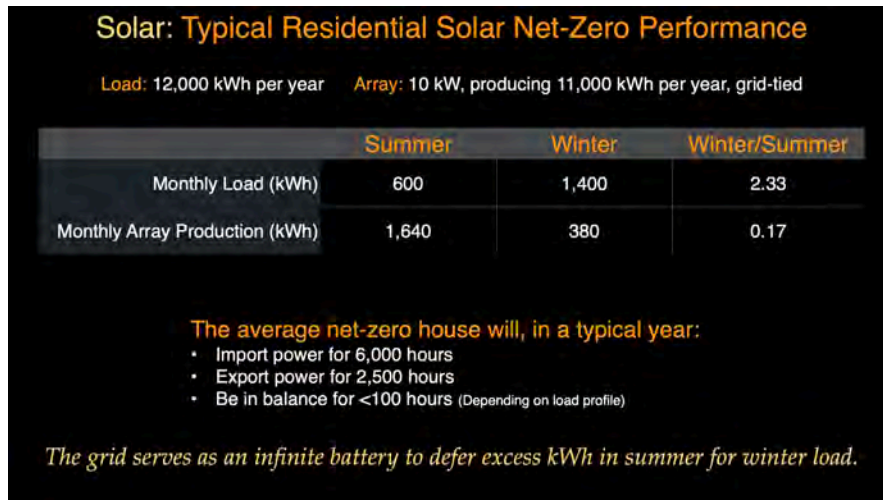 Solar: Typical Residential Solar Net-Zero Performance
Load: 12,000 kWh per year Array: 10 kW, producing 11,000 kWh per year, grid-tied
Summer Winter Winter/Summer
Monthly Load (kWh) 600 1,400 2.33
Monthly Array Production (kWh) 1,640 380 0.17
The average net-zero house will, in a typical year:
• Import power for 6,000 hours
• Export power for 2,500 hours
• Be in balance for <100 hours (Depending on load profile)
The grid serves as an infinite battery to defer excess kWh in summer for winter load.